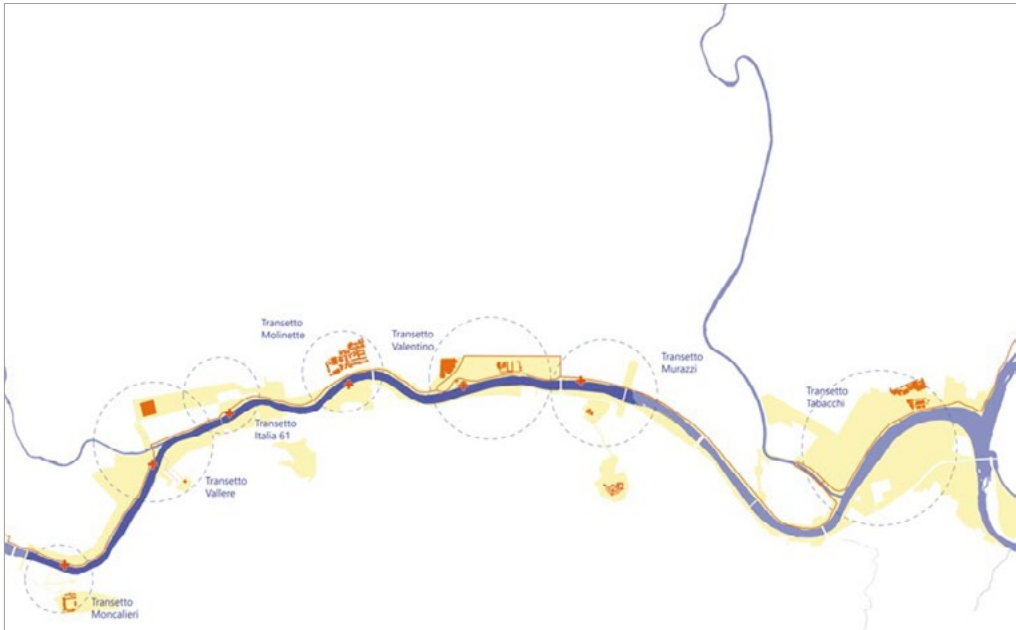 Transetto
Molinette
Transetto
Valentino
Transetto
Murazzi
Transetto
Tabacchi
Transetto
Italia 61
Transetto
Vallere
Transetto
Moncalieri